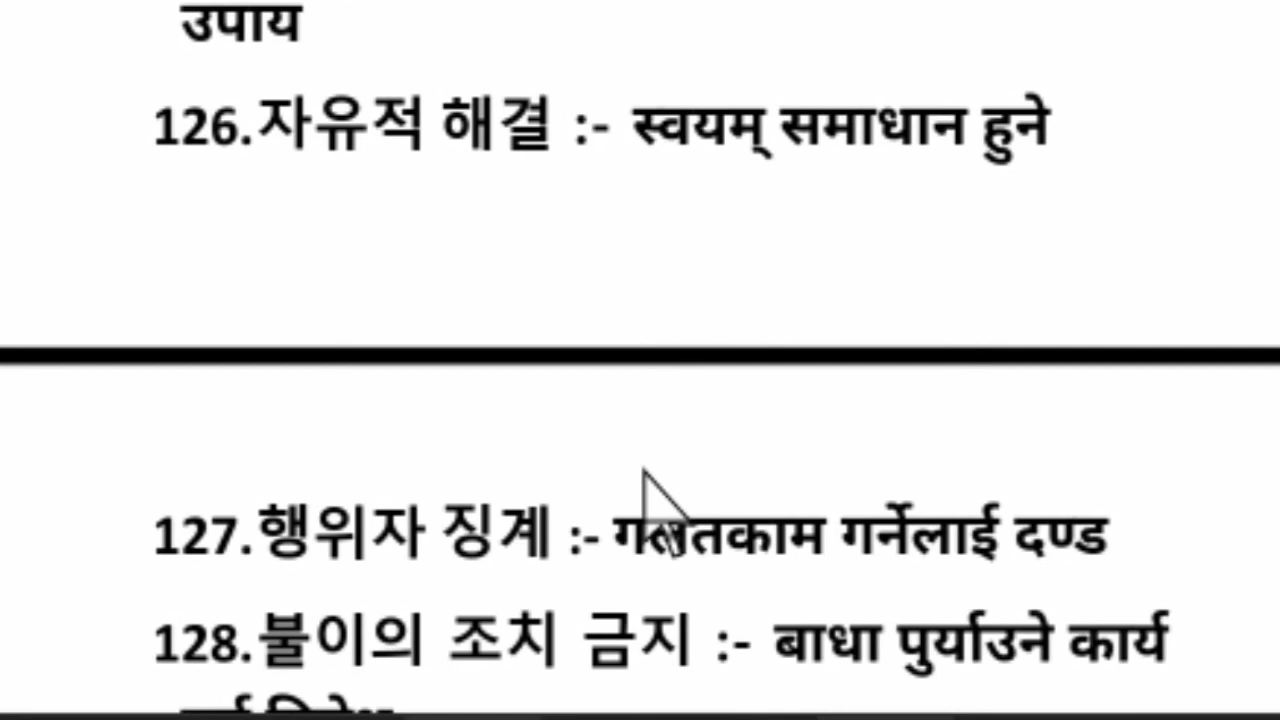 उपाय
126.자유적 해결 :- स्वयम् समाधान हुने
127.행위자 징계 :- गलतकाम गर्नेलाई दण्ड
128.불이의 조치 금지 :- बाधा पुर्याउने कार्य